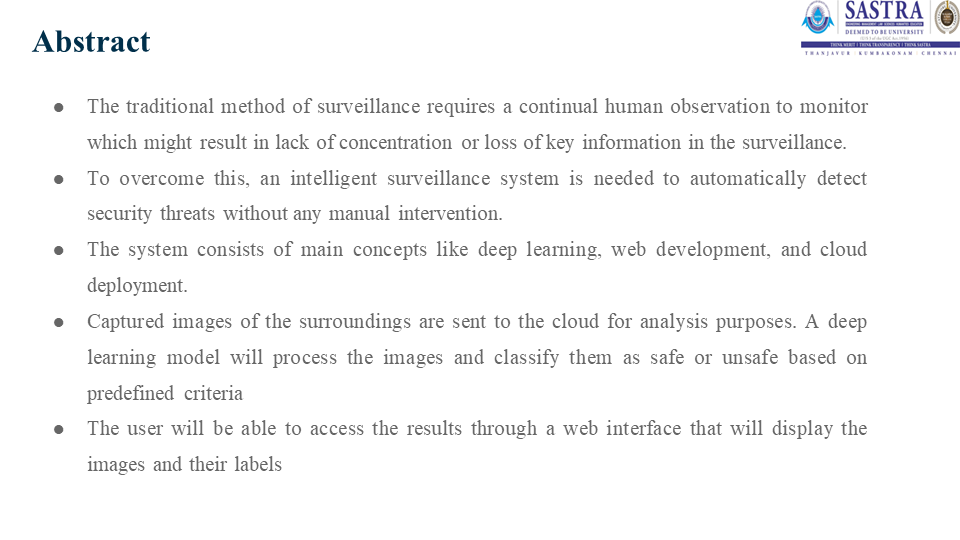 Abstract
SASTRA
ENGINEERING MANAGEMENT LAW SCIENCES HUMANITIES EDUCATION
DEEMED TO BE UNIVERSITY
(U/S 3 of the UGC Act 1956)
THINK MERIT | THINK TRANSPARENCY | THINK SASTRA
THANJAVUR KUMBAKONAM CHENNAI
● The traditional method of surveillance requires a continual human observation to monitor
which might result in lack of concentration or loss of key information in the surveillance.
● To overcome this, an intelligent surveillance system is needed to automatically detect
security threats without any manual intervention.
● The system consists of main concepts like deep learning, web development, and cloud
deployment.
● Captured images of the surroundings are sent to the cloud for analysis purposes. A deep
learning model will process the images and classify them as safe or unsafe based on
predefined criteria
● The user will be able to access the results through a web interface that will display the
images and their labels